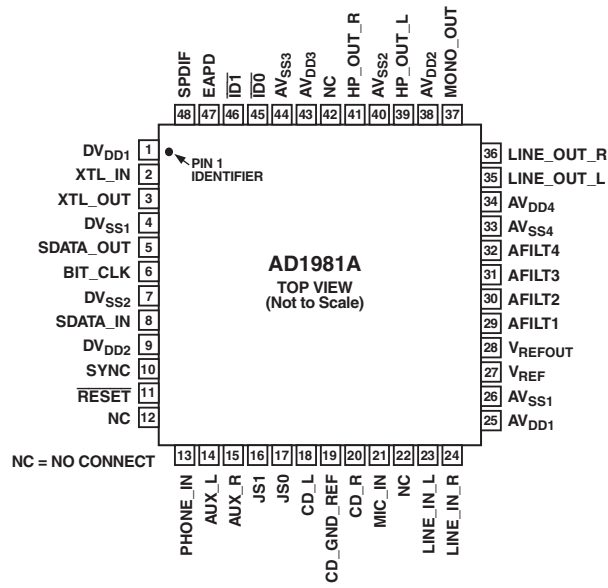 SPDIF
EAPD
ID1
ID0
AVSS3
AVDD3
NC
HP_OUT_R
AVSS2
HP_OUT_L
AVDD2
MONO_OUT
48 47 46 45 44 43 42 41 40 39 38 37
DVDD1 1
XTL_IN 2
XTL_OUT 3
DVSS1 4
SDATA_OUT 5
BIT_CLK 6
DVSS2 7
SDATA_IN 8
DVDD2 9
SYNC 10
RESET 11
NC 12
PIN 1
IDENTIFIER
AD1981A
TOP VIEW
(Not to Scale)
36 LINE_OUT_R
35 LINE_OUT_L
34 AVDD4
33 AVSS4
32 AFILT4
31 AFILT3
30 AFILT2
29 AFILT1
28 VREFOUT
27 VREF
26 AVSS1
25 AVDD1
NC = NO CONNECT
13 14 15 16 17 18 19 20 21 22 23 24
PHONE_IN
AUX_L
AUX_R
JS1
JS0
CD_L
CD_GND_REF
CD_R
MIC_IN
NC
LINE_IN_L
LINE_IN_R